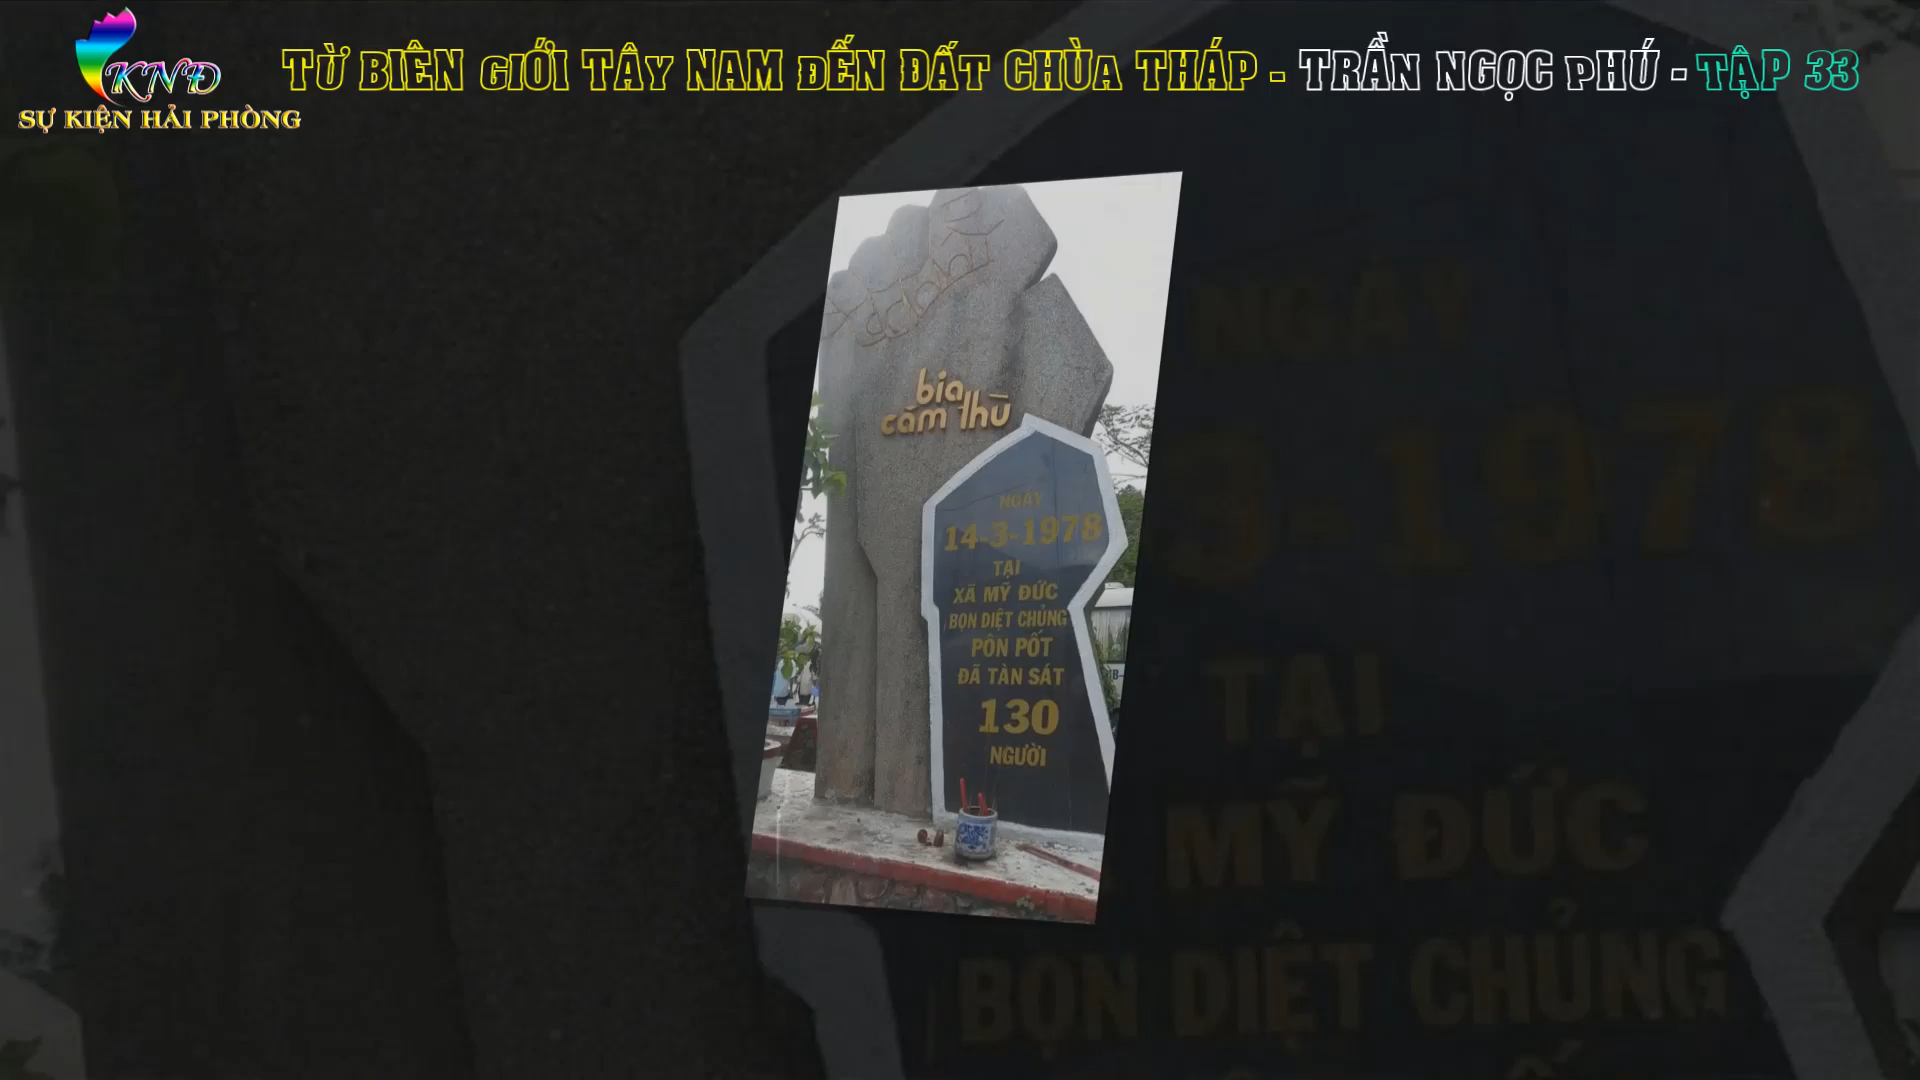 KNĐ
SỰ KIỆN HẢI PHÒNG
TỪ BIÊN GIỚI TÂY NAM ĐẾN ĐẤT CHÙA THÁP - TRẦN NGỌC PHÚ - TẬP 33
bia
căm thù
NGÀY
14-3-1978
TẠI
XÃ MỸ ĐỨC
BỌN DIỆT CHỦNG
PÔN PỐT
ĐÃ TÀN SÁT
130
NGƯỜI
NGÀY
3-1978
TẠI
MỸ ĐỨC
BỌN DIỆT CHỦNG